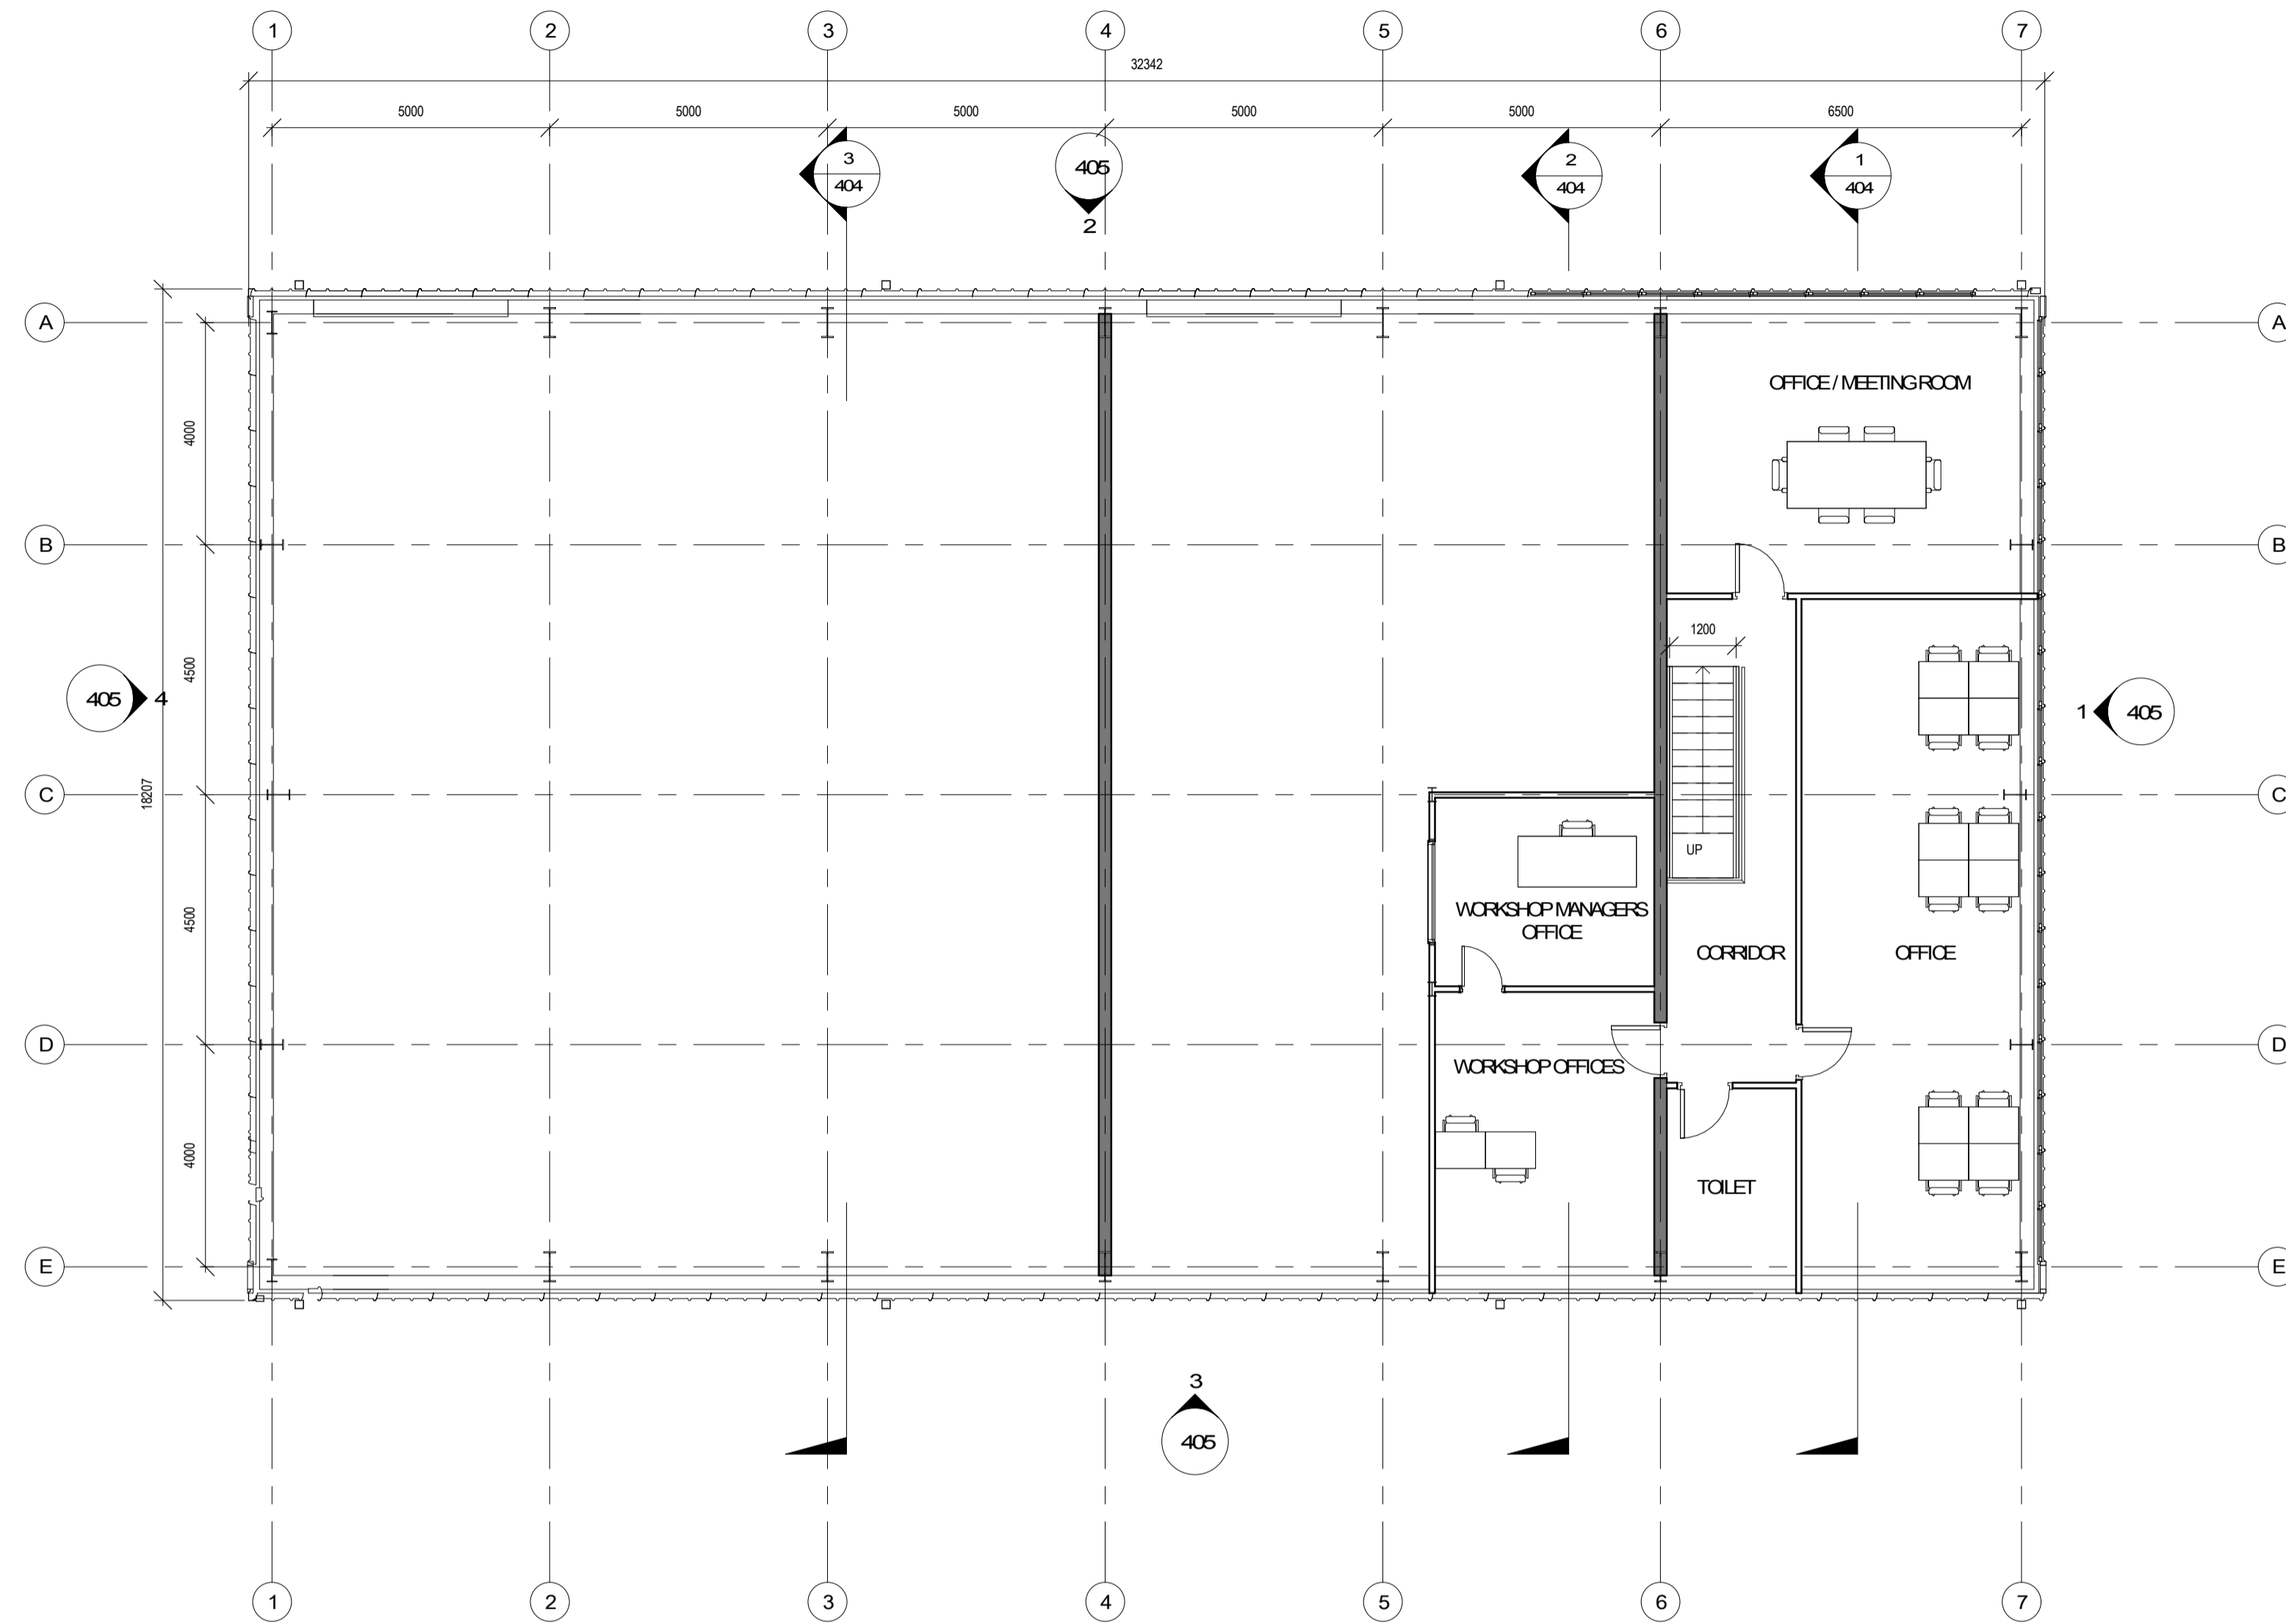 1 2 3 4 5 6 7
32342
5000 5000 5000 5000 5000 6500
3
404
405
2
2
404
1
404
A A
OFFICE / MEETING ROOM
4000
B B
1200
4500
405 4
1 405
C C
18207
UP
WORKSHOP MANAGERS
OFFICE
4500
CORRIDOR
OFFICE
D D
WORKSHOP OFFICES
4000
TOILET
E E
3
405
1 2 3 4 5 6 7